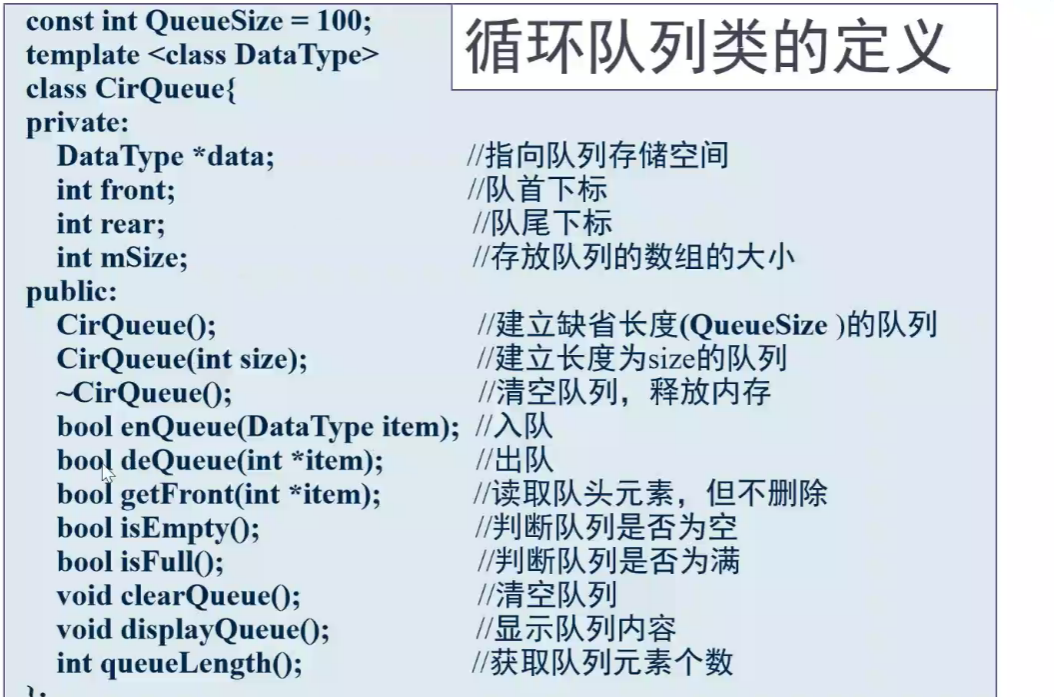 循环队列类的定义
const int QueueSize = 100;
template <class DataType>
class CirQueue{
private:
DataType *data; //指向队列存储空间
int front; //队首下标
int rear; //队尾下标
int mSize; //存放队列的数组的大小
public:
CirQueue(); //建立缺省长度(QueueSize )的队列
CirQueue(int size); //建立长度为size的队列
~CirQueue(); //清空队列，释放内存
bool enQueue(DataType item); //入队
bool deQueue(int *item); //出队
bool getFront(int *item); //读取队头元素，但不删除
bool isEmpty(); //判断队列是否为空
bool isFull(); //判断队列是否为满
void clearQueue(); //清空队列
void displayQueue(); //显示队列内容
int queueLength(); //获取队列元素个数
};